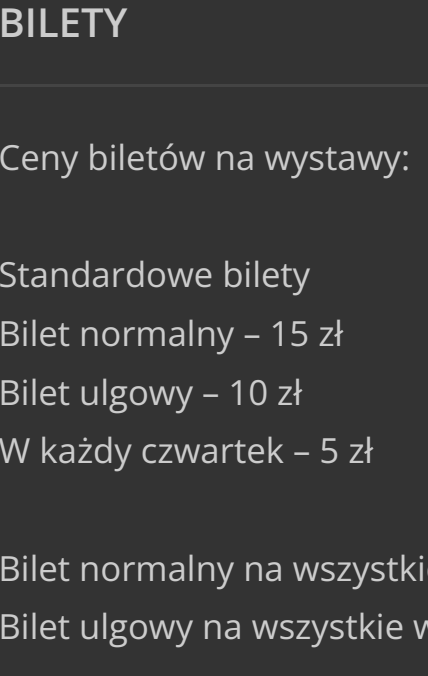 BILETY
Ceny biletów na wystawy:
Standardowe bilety
Bilet normalny – 15 zł
Bilet ulgowy – 10 zł
W każdy czwartek – 5 zł
Bilet normalny na
Bilet ulgowy na wszystkie